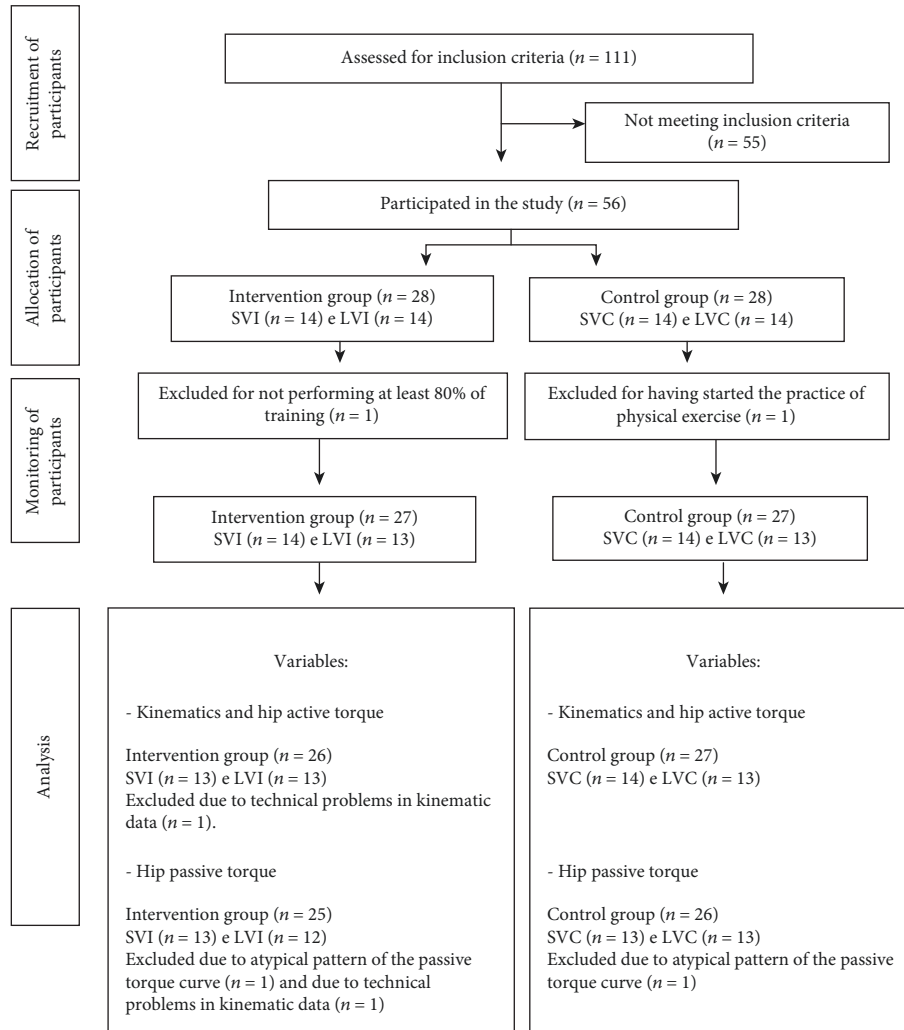 Recruitment of
participants
Assessed for inclusion criteria (n = 111)
Not meeting inclusion criteria
(n = 55)
Allocation of
participants
Participated in the study (n = 56)
Intervention group (n = 28)
SVI (n = 14) e LVI (n = 14)
Control group (n = 28)
SVC (n = 14) e LVC (n = 14)
Monitoring of
participants
Excluded for not performing at least 80% of
training (n = 1)
Excluded for having started the practice of
physical exercise (n = 1)
Intervention group (n = 27)
SVI (n = 14) e LVI (n = 13)
Control group (n = 27)
SVC (n = 14) e LVC (n = 13)
Analysis
Variables:
- Kinematics and hip active torque
Intervention group (n = 26)
SVI (n = 13) e LVI (n = 13)
Excluded due to technical problems in kinematic
data (n = 1).
- Hip passive torque
Intervention group (n = 25)
SVI (n = 13) e LVI (n = 12)
Excluded due to atypical pattern of the passive
torque curve (n = 1) and due to technical
problems in kinematic data (n = 1)
Variables:
- Kinematics and hip active torque
Control group (n = 27)
SVC (n = 14) e LVC (n = 13)
- Hip passive torque
Control group (n = 26)
SVC (n = 13) e LVC (n = 13)
Excluded due to atypical pattern of the passive
torque curve (n = 1)